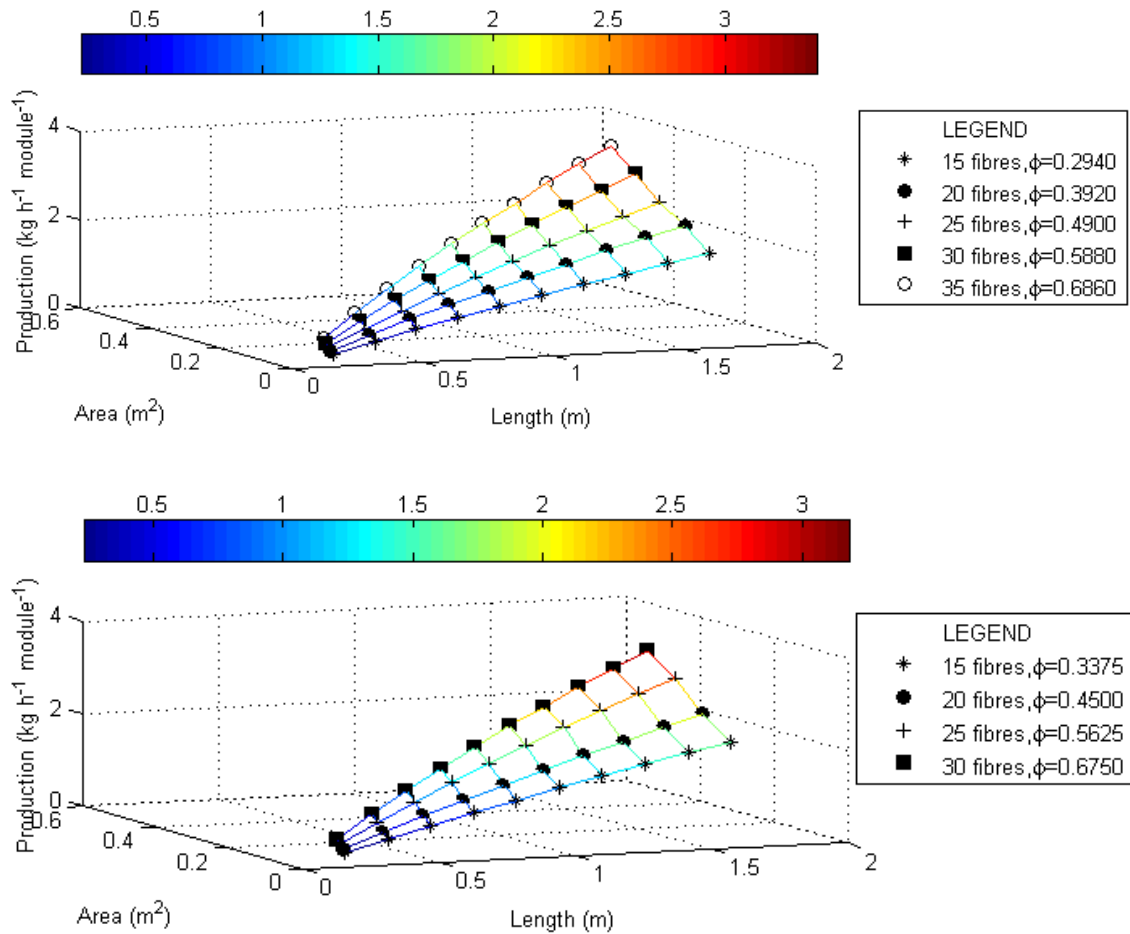 0.5 1 1.5 2 2.5 3
Production (kg h⁻¹ module⁻¹)
4
2
0
0.6
0.4
0.2
0
0 0.5 1 1.5 2
Area (m²)
Length (m)
LEGEND
15 fibres,ϕ=0.2940
20 fibres,ϕ=0.3920
25 fibres,ϕ=0.4900
30 fibres,ϕ=0.5880
35 fibres,ϕ=0.6860
0.5 1 1.5 2 2.5 3
Production (kg h⁻¹ module⁻¹)
4
2
0
0.6
0.4
0.2
0
0 0.5 1 1.5 2
Area (m²)
Length (m)
LEGEND
15 fibres,ϕ=0.3375
20 fibres,ϕ=0.4500
25 fibres,ϕ=0.5625
30 fibres,ϕ=0.6750